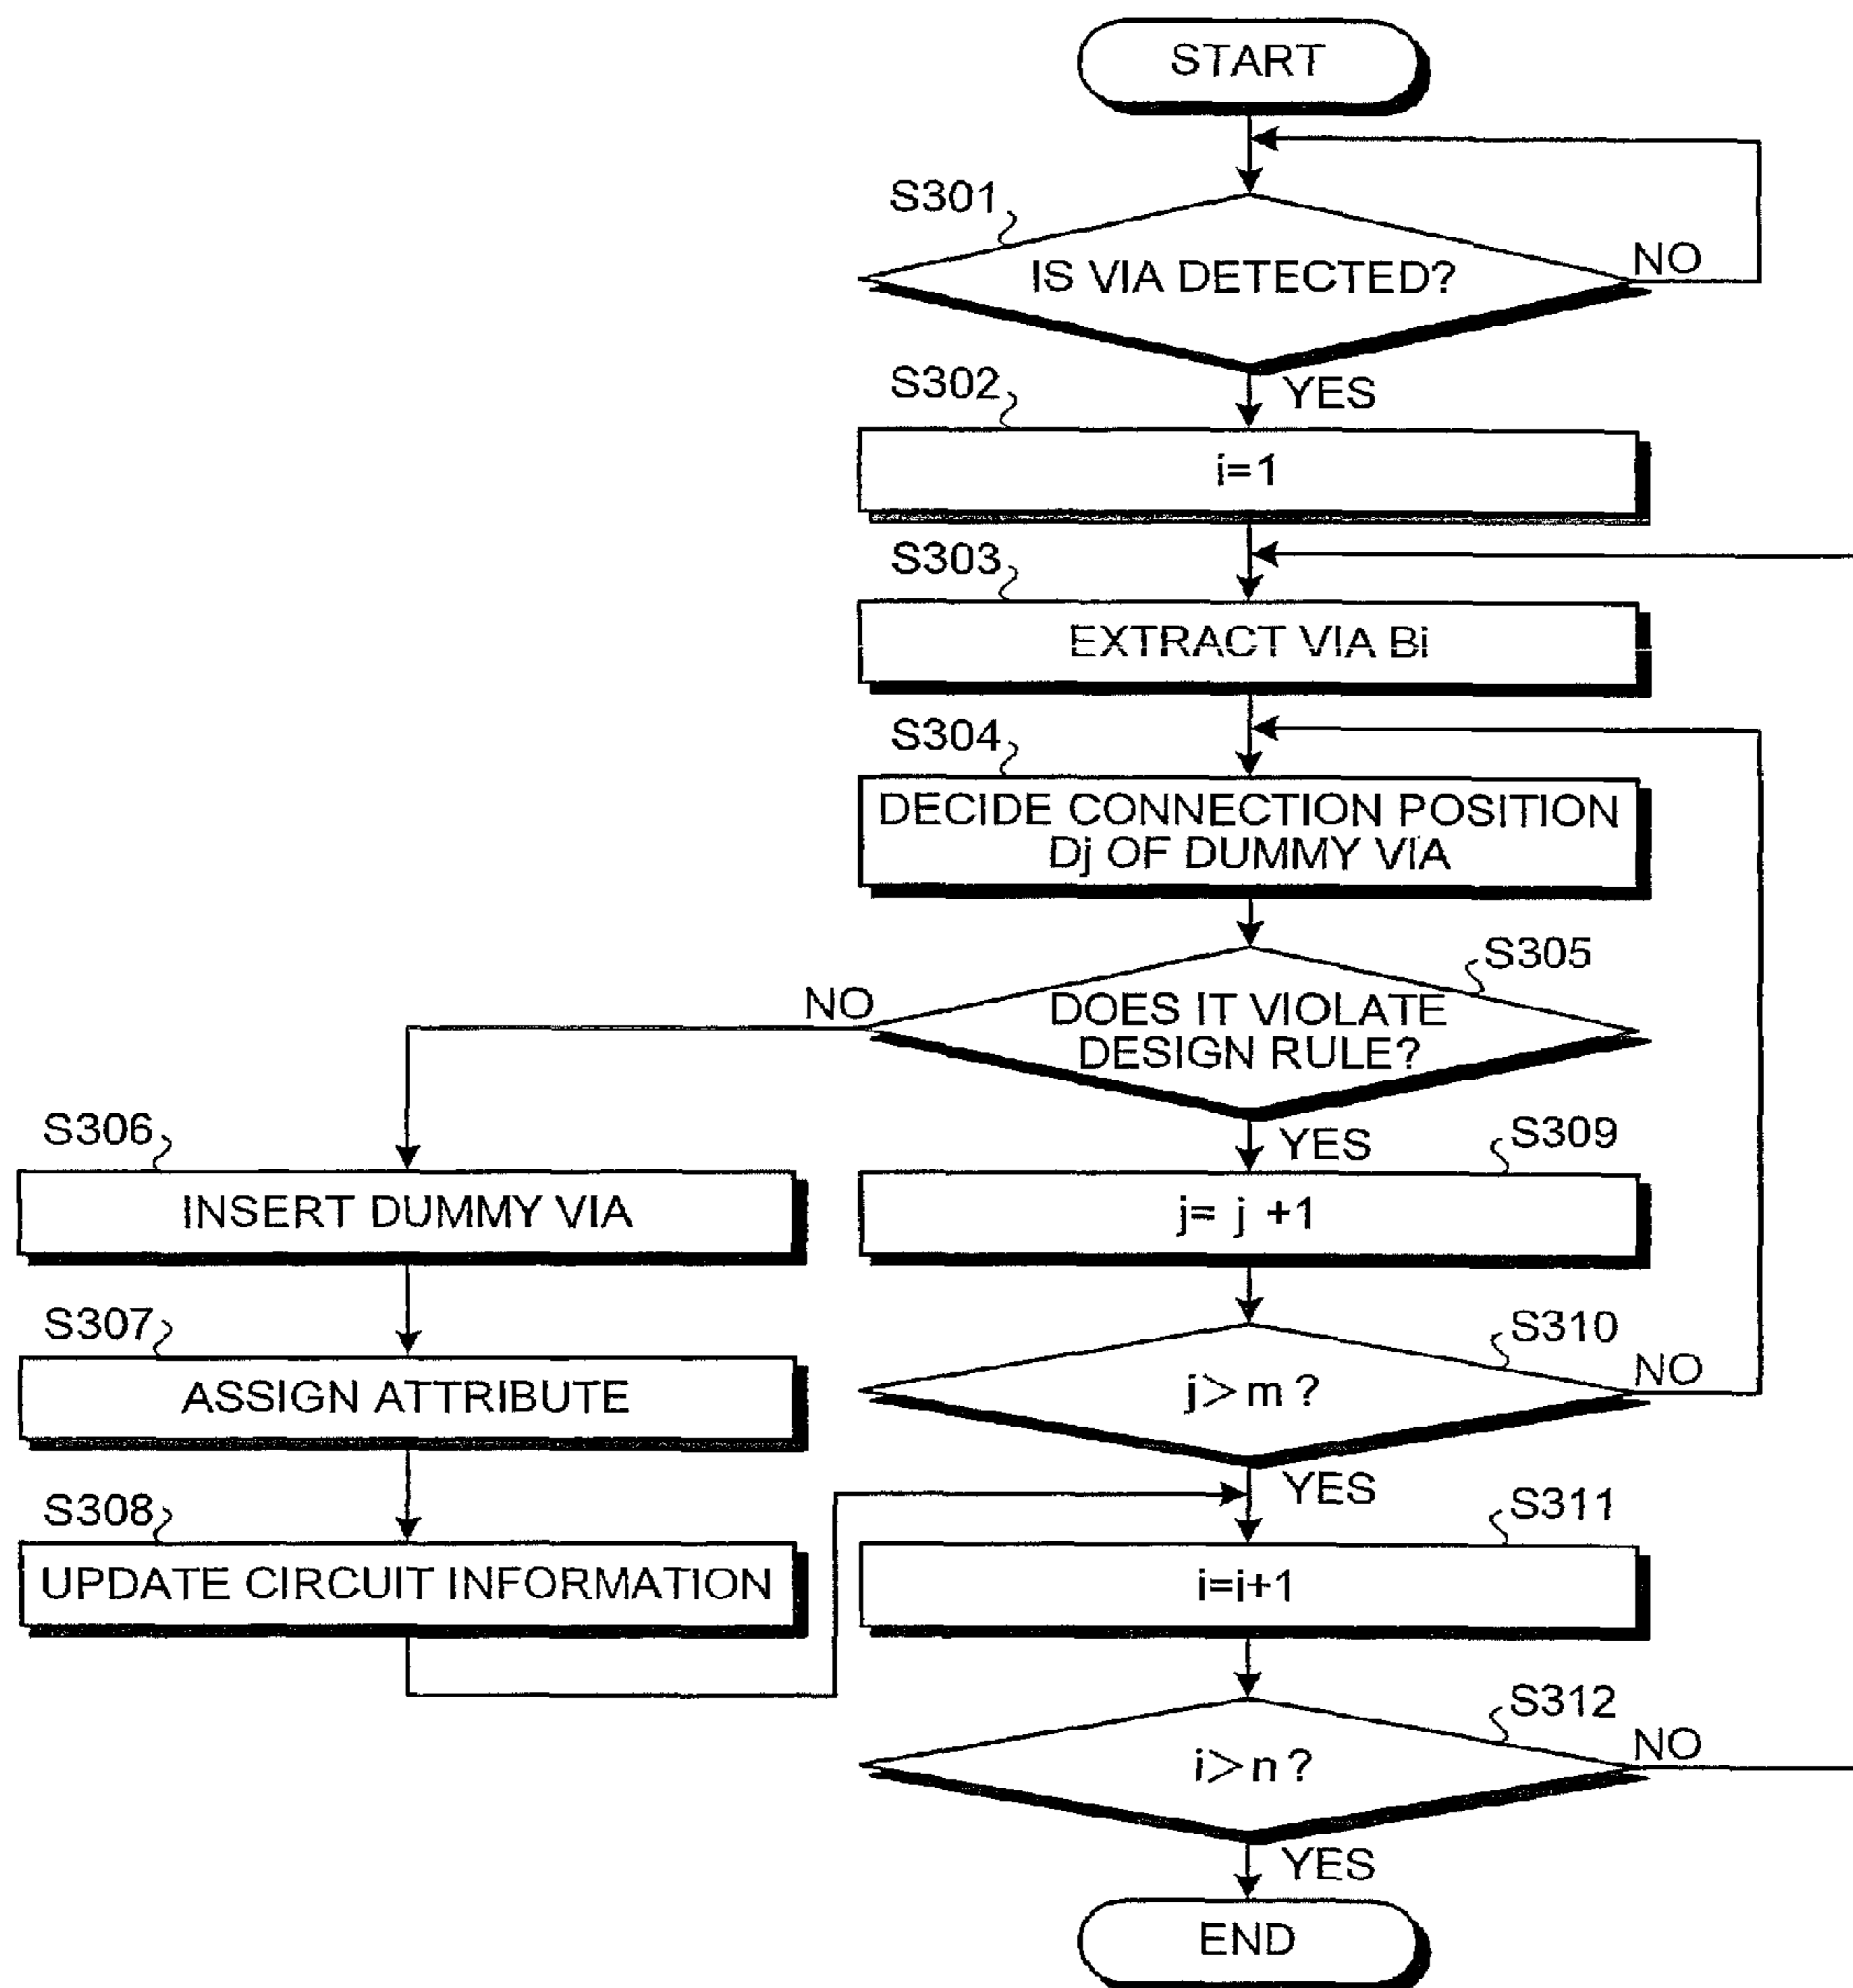 START
S301
IS VIA DETECTED?
NO
YES
S302
i=1
S303
EXTRACT VIA Bi
S304
DECIDE CONNECTION POSITION
Dj OF DUMMY VIA
S305
DOES IT VIOLATE
DESIGN RULE?
NO
YES
S306
INSERT DUMMY VIA
S307
ASSIGN ATTRIBUTE
S308
UPDATE CIRCUIT INFORMATION
S309
j= j +1
S310
j>m ?
NO
YES
S311
i=i+1
S312
i>n ?
NO
YES
END